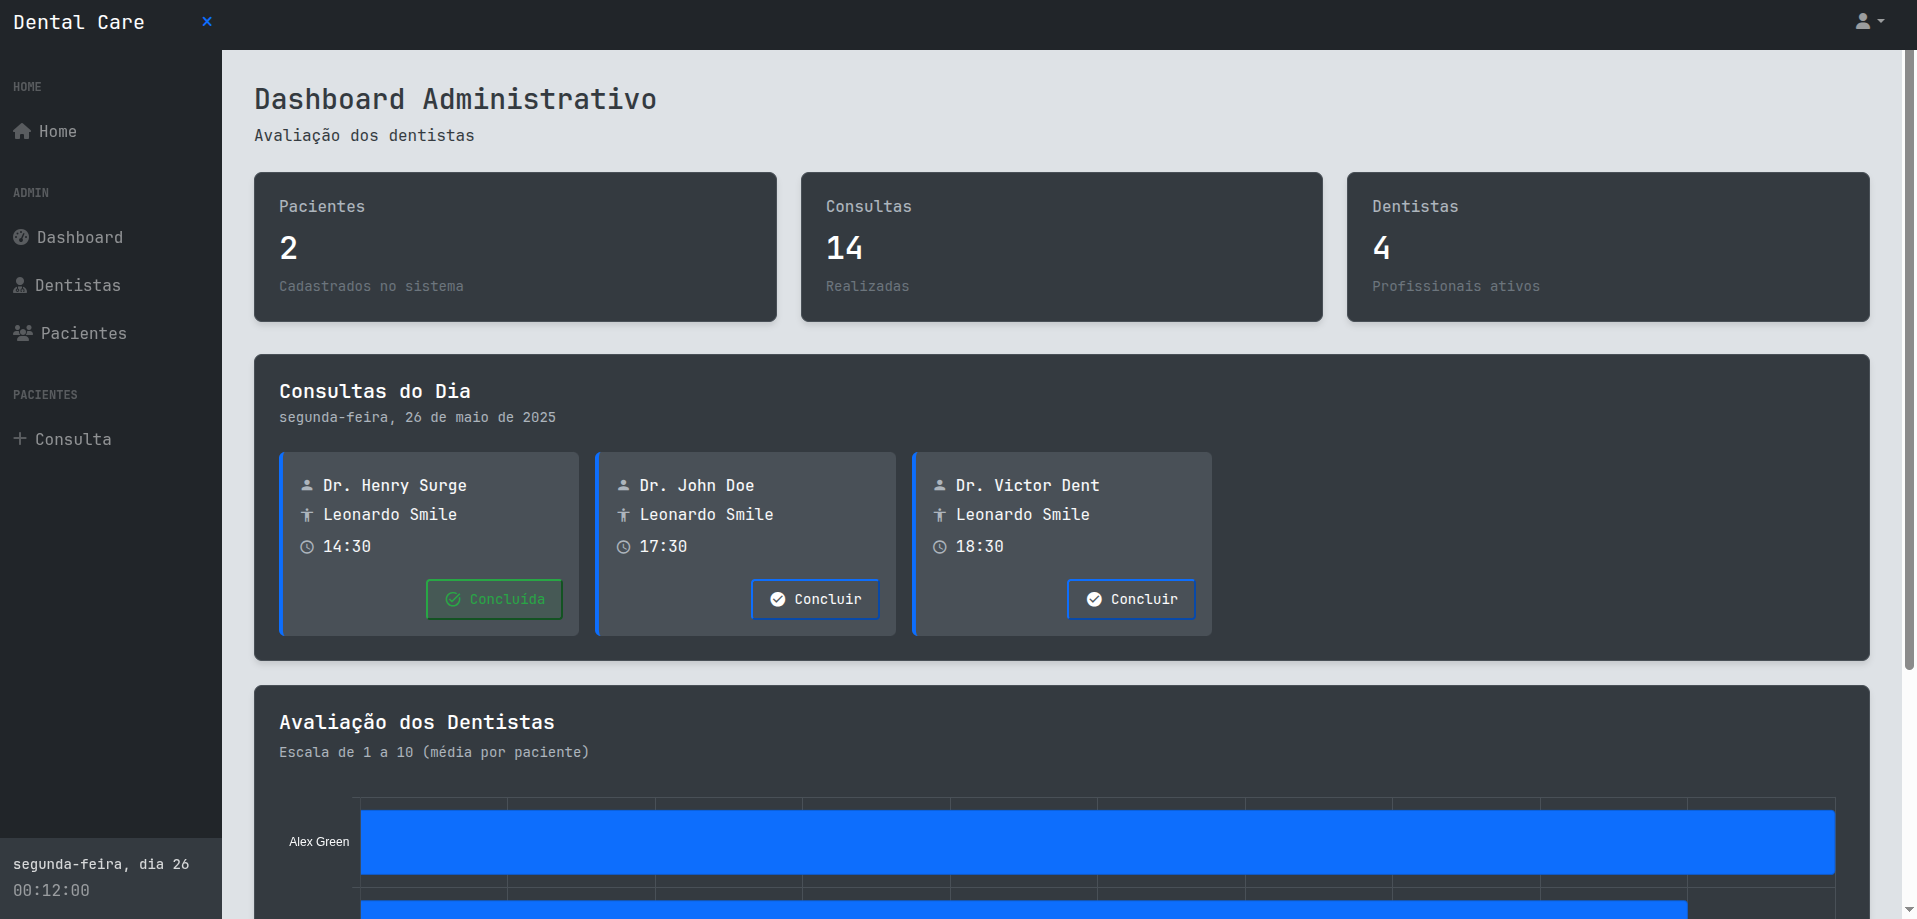 Dental Care
HOME
Home
ADMIN
Dashboard
Dentistas
Pacientes
PACIENTES
Consulta
segunda-feira, dia 26
00:12:00
Dashboard Administrativo
Avaliação dos dentistas
Pacientes
2
Cadastrados no sistema
Consultas
14
Realizadas
Dentistas
4
Profissionais ativos
Consultas do Dia
segunda-feira, 26 de maio de 2025
Dr. Henry Surge
Leonardo Smile
14:30
Concluída
Dr. John Doe
Leonardo Smile
17:30
Concluir
Dr. Victor Dent
Leonardo Smile
18:30
Concluir
Avaliação dos Dentistas
Escala de 1 a 10 (média por paciente)
Alex Green